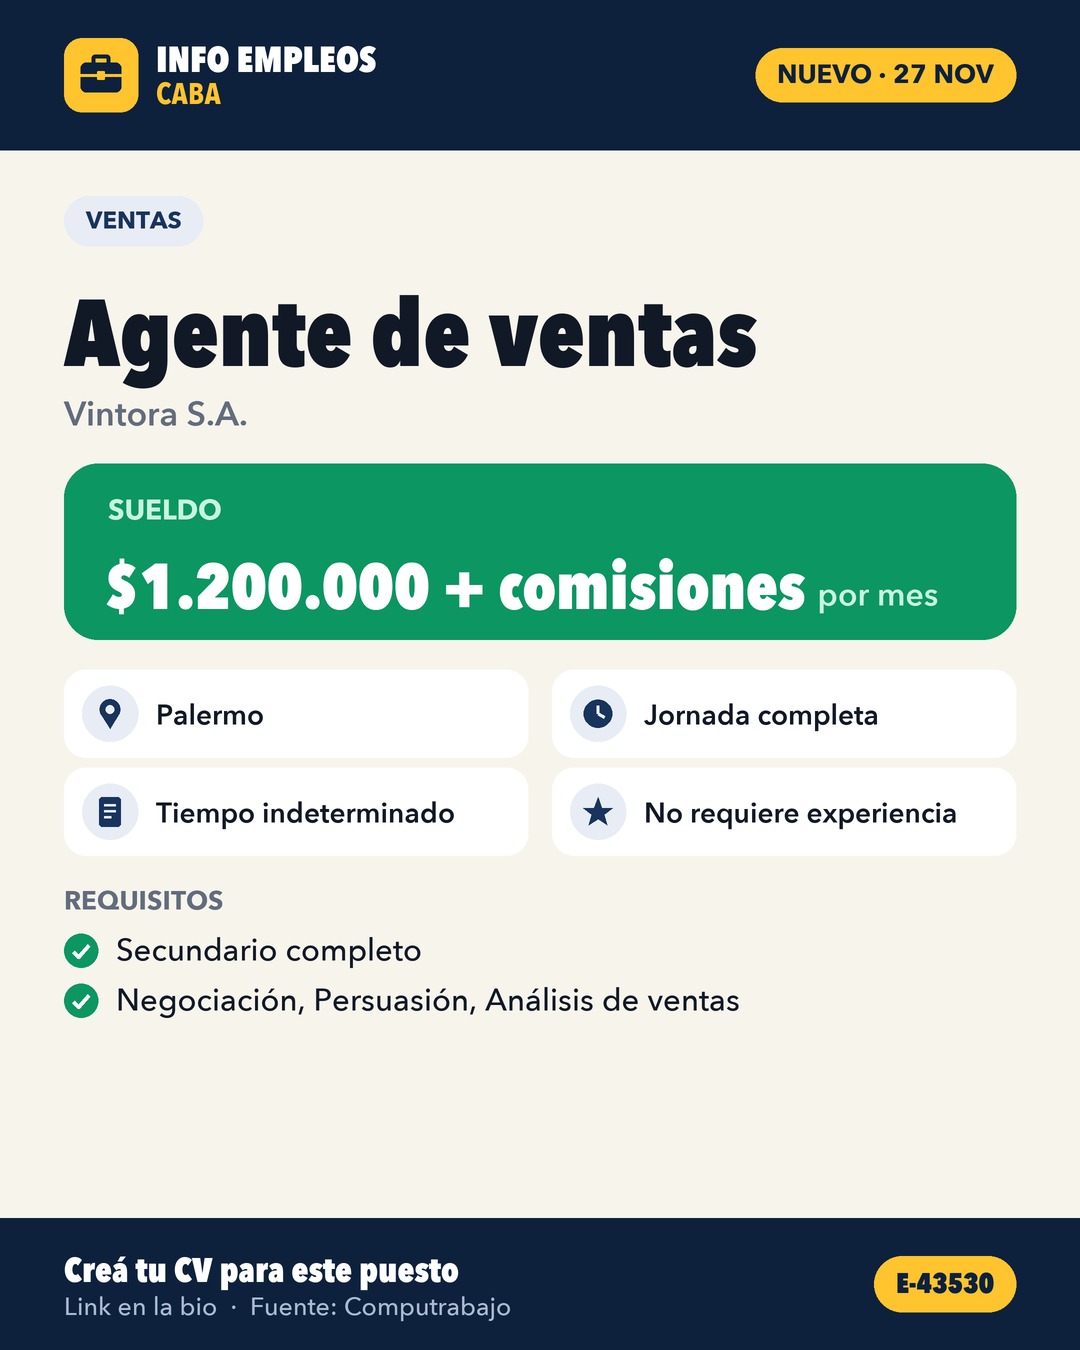 INFO EMPLEOS
CABA
NUEVO · 27 NOV
VENTAS
Agente de ventas
Vintora S.A.
SUELDO
$1.200.000 + comisiones por mes
Palermo
Jornada completa
Tiempo indeterminado
No requiere experiencia
REQUISITOS
Secundario completo
Negociación, Persuasión, Análisis de ventas
Creá tu CV para este puesto
Link en la bio · Fuente: Computrabajo
E-43530